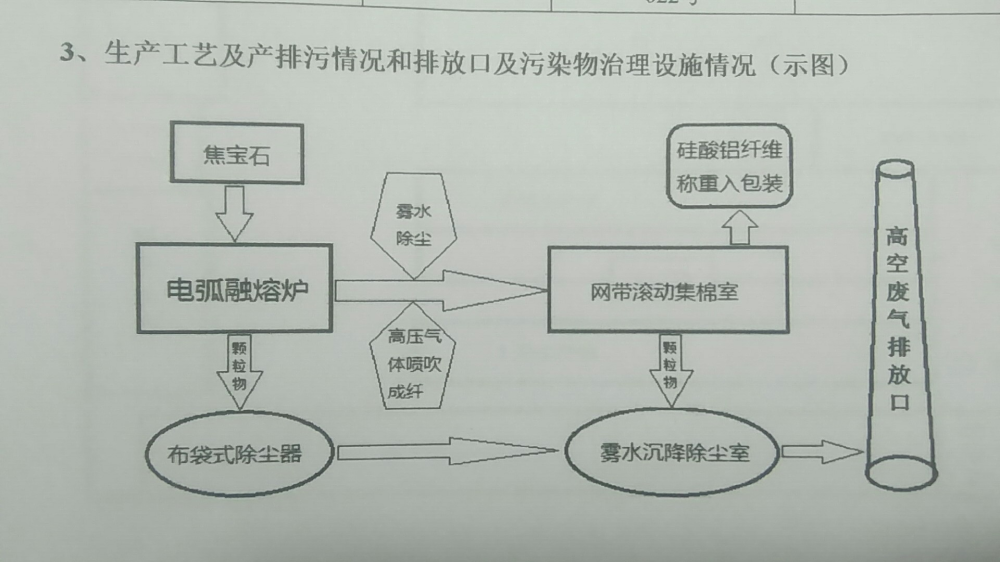 3、生产工艺及产排污情况和排放口及污染物治理设施情况（示图）
焦宝石
雾水
除尘
硅酸铝纤维
称重入包装
电弧融熔炉
网带滚动集棉室
高压气
体喷吹
成纤
颗粒物
颗粒物
高空废气排放口
布袋式除尘器
雾水沉降除尘室